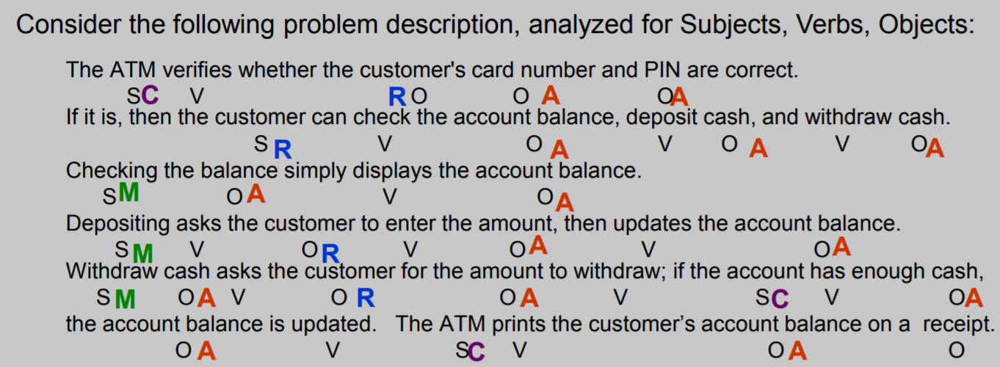 Consider the following problem description, analyzed for Subjects, Verbs, Objects:
The ATM verifies whether the customer's card number and PIN are correct.
SC V RO O A OA
If it is, then the customer can check the account balance, deposit cash, and withdraw cash.
S R V O A V O A V OA
Checking the balance simply displays the account balance.
SM OA V OA
Depositing asks the customer to enter the amount, then updates the account balance.
SM V OR V OA V OA
Withdraw cash asks the customer for the amount to withdraw; if the account has enough cash,
SM OA V O R OA V SC V OA
the account balance is updated. The ATM prints the customer’s account balance on a receipt.
O A V SC V OA O